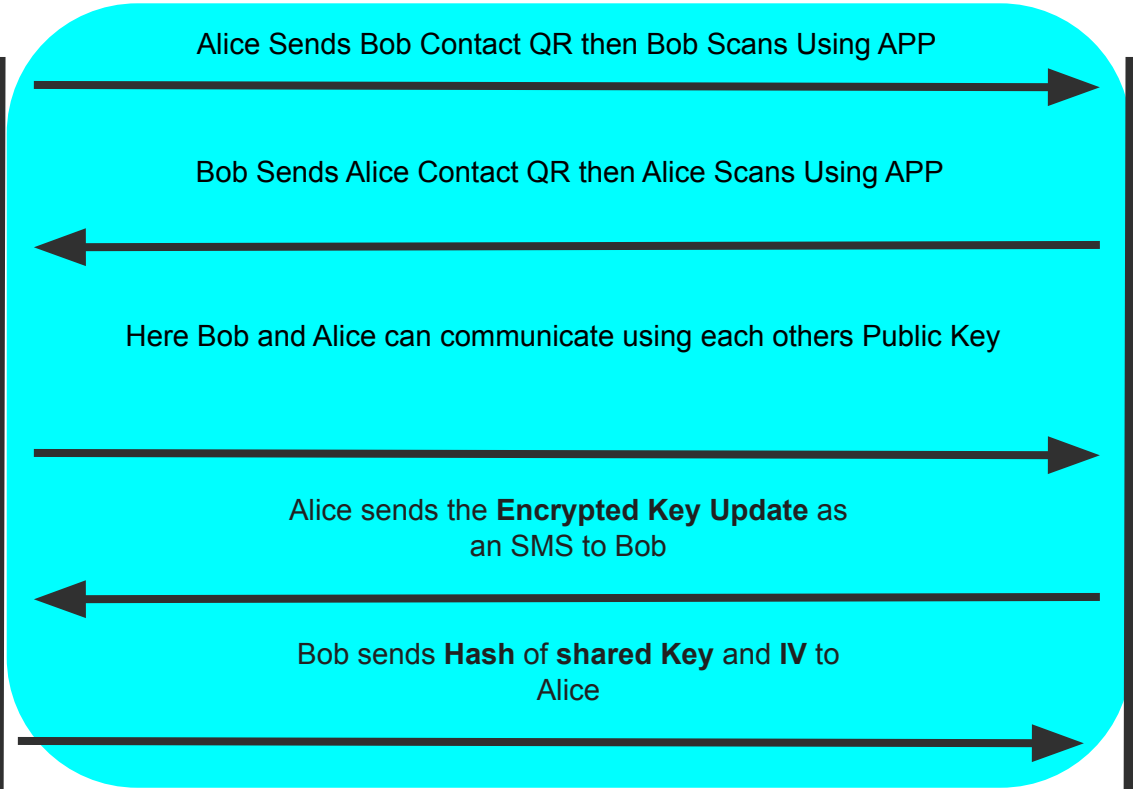 Alice Sends Bob Contact QR then Bob Scans Using APP
Bob Sends Alice Contact QR then Alice Scans Using APP
Here Bob and Alice can communicate using each others Public Key
Alice sends the Encrypted Key Update as
an SMS to Bob
Bob sends Hash of shared Key and IV to
Alice